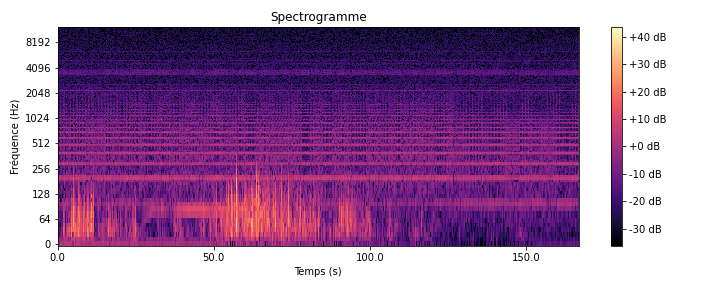 Spectrogramme
Fréquence (Hz)
8192
4096
2048
1024
512
256
128
64
0
0.0
50.0
100.0
150.0
Temps (s)
+40 dB
+30 dB
+20 dB
+10 dB
+0 dB
-10 dB
-20 dB
-30 dB